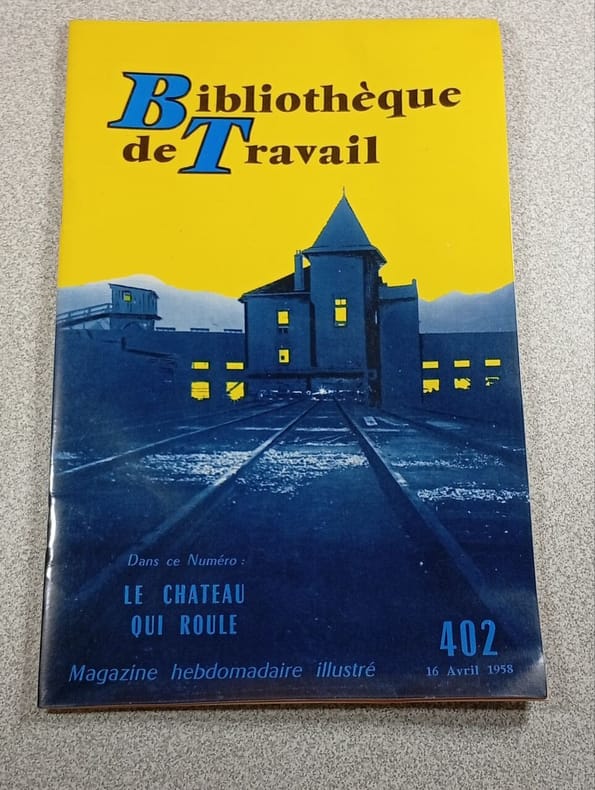 Bibliothèque
de Travail
Dans ce Numéro :
LE CHATEAU
QUI ROULE
402
Magazine hebdomadaire illustré
16 Avril 1958